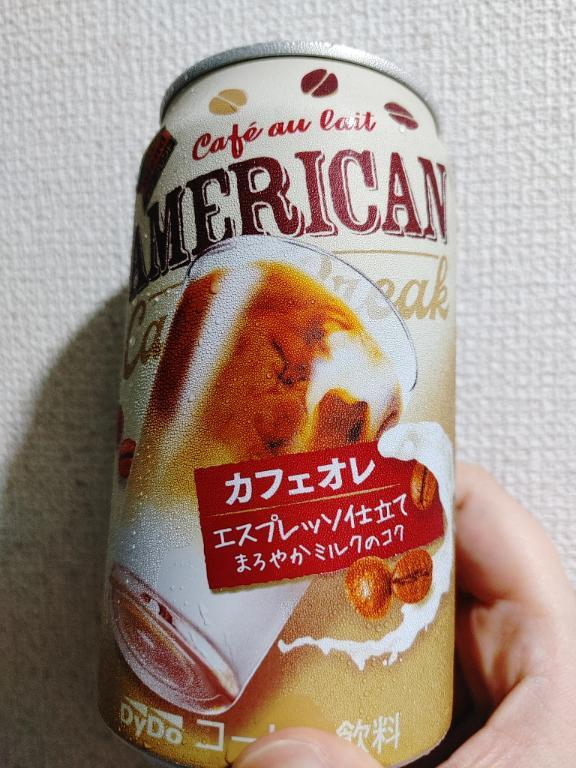 Café au lait
AMERICAN
カフェオレ
エスプレッソ仕立て
まろやかミルクのコク
DyDo 飲料